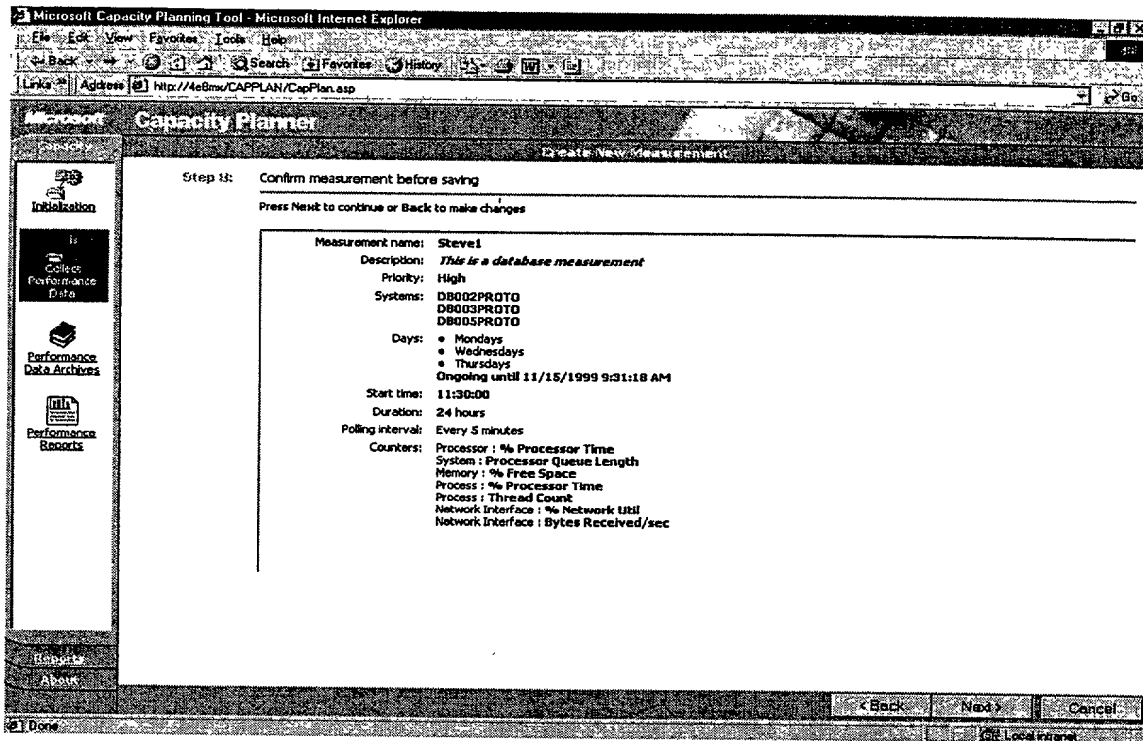 Microsoft Capacity Planning Tool - Microsoft Internet Explorer
File Edit View Favorites Tools Help
Back Search Favorites History
Links Address http://4e8mx/CAPPLAN/CapPlan.asp Go
Microsoft Capacity Planner
Capacity
Create New Measurement
Initialization
Collect
Performance
Data
Performance
Data Archives
Performance
Reports
Reports
About
Step 8: Confirm measurement before saving
Press Next to continue or Back to make changes
Measurement name: Steve1
Description: This is a database measurement
Priority: High
Systems: DB002PROTO
DB003PROTO
DB005PROTO
Days: • Mondays
• Wednesdays
• Thursdays
Ongoing until 11/15/1999 9:31:18 AM
Start time: 11:30:00
Duration: 24 hours
Polling interval: Every 5 minutes
Counters: Processor : % Processor Time
System : Processor Queue Length
Memory : % Free Space
Process : % Processor Time
Process : Thread Count
Network Interface : % Network Util
Network Interface : Bytes Received/sec
< Back Next > Cancel
Done Local intranet